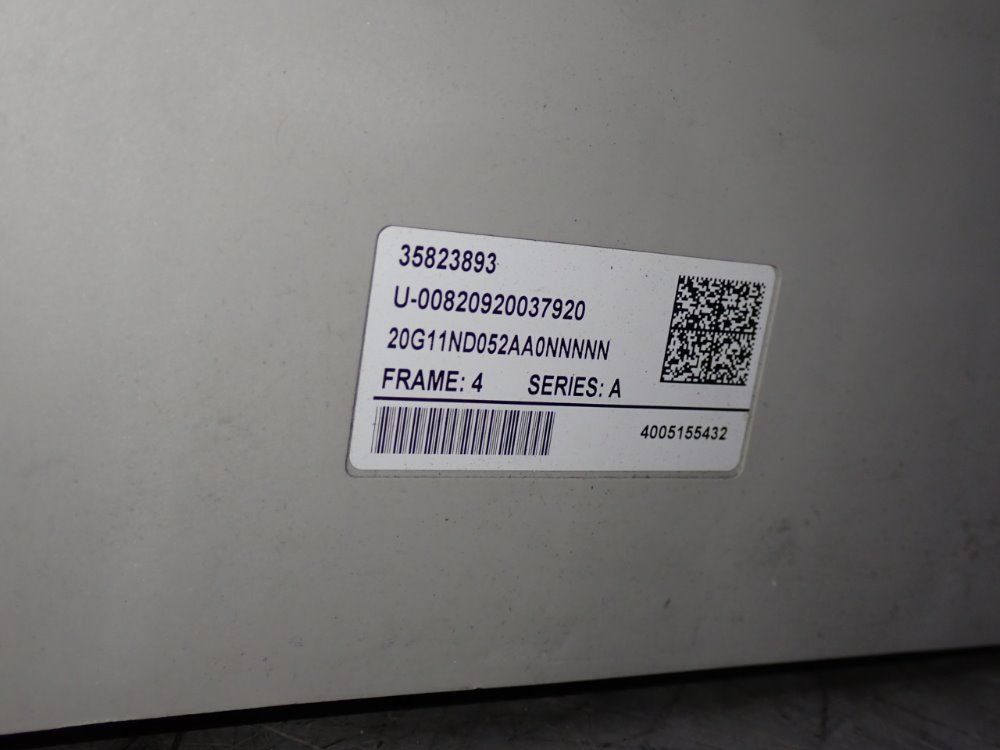 35823893
U-00820920037920
20G11ND052AA0NNNNN
FRAME: 4 SERIES: A
4005155432